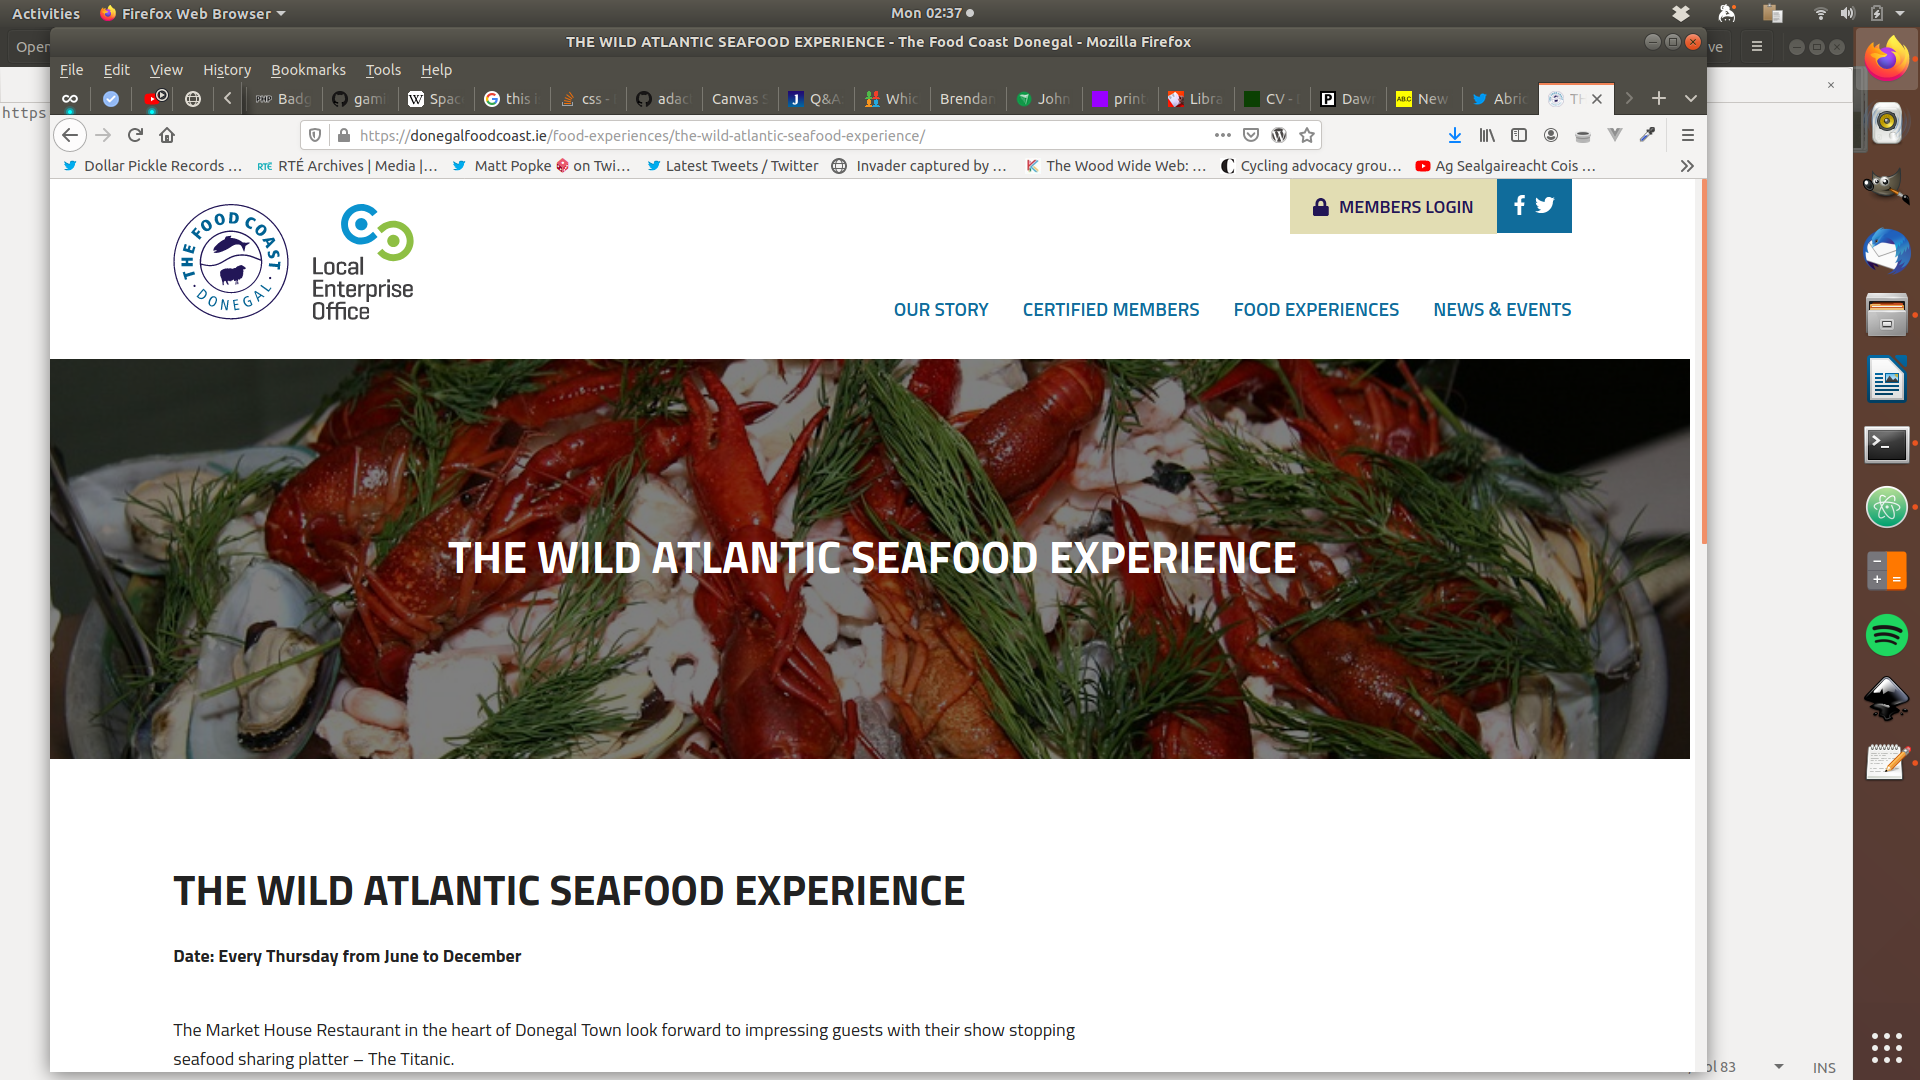 Activities
Firefox Web Browser
Mon 02:37
Open
THE WILD ATLANTIC SEAFOOD EXPERIENCE - The Food Coast Donegal - Mozilla Firefox
File Edit View History Bookmarks Tools Help
https
PHP Badg
gami
W Spac
G this i
css -
adac
Canvas S
J Q&A
Whic
Brendan
John
print
Libra
CV -
P Daw
ABC New
Abric
https://donegalfoodcoast.ie/food-experiences/the-wild-atlantic-seafood-experience/
Dollar Pickle Records ...
RTÉ RTÉ Archives | Media |...
Matt Popke on Twi...
Latest Tweets / Twitter
Invader captured by ...
The Wood Wide Web: ...
Cycling advocacy grou...
Ag Sealgaireacht Cois ...
THE FOOD COAST
· DONEGAL ·
Local
Enterprise
Office
MEMBERS LOGIN
OUR STORY
CERTIFIED MEMBERS
FOOD EXPERIENCES
NEWS & EVENTS
THE WILD ATLANTIC SEAFOOD EXPERIENCE
THE WILD ATLANTIC SEAFOOD EXPERIENCE
Date: Every Thursday from June to December
The Market House Restaurant in the heart of Donegal Town look forward to impressing guests with their show stopping
seafood sharing platter – The Titanic.
ol 83
INS